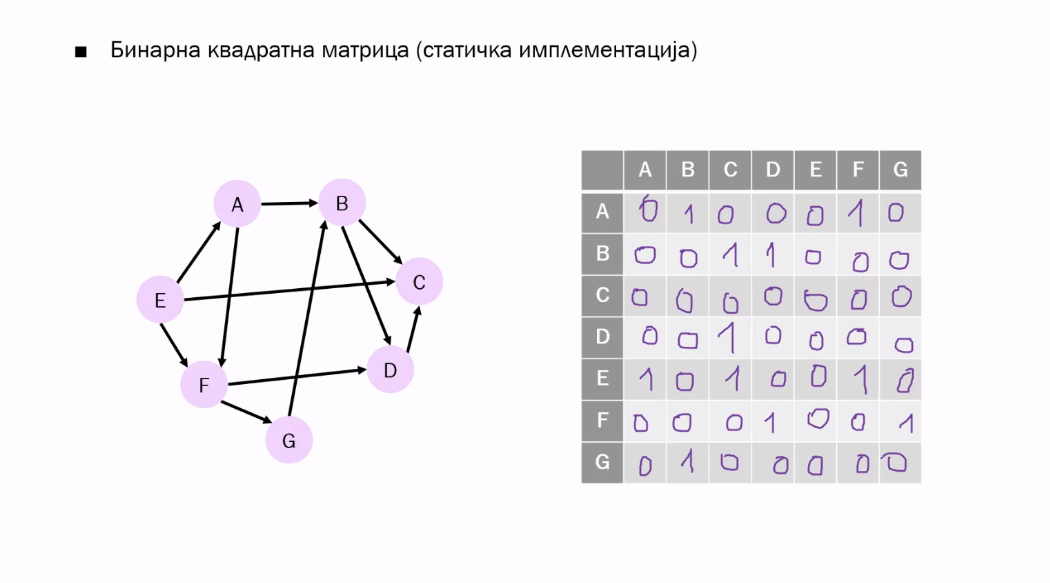 ■ Бинарна квадратна матрица (статичка имплементација)
A B
E C
F D
G
A B C D E F G
A 0 1 0 0 0 1 0
B 0 0 1 1 0 0 0
C 0 0 0 0 0 0 0
D 0 0 1 0 0 0 0
E 1 0 1 0 0 1 0
F 0 0 0 1 0 0 1
G 0 1 0 0 0 0 0